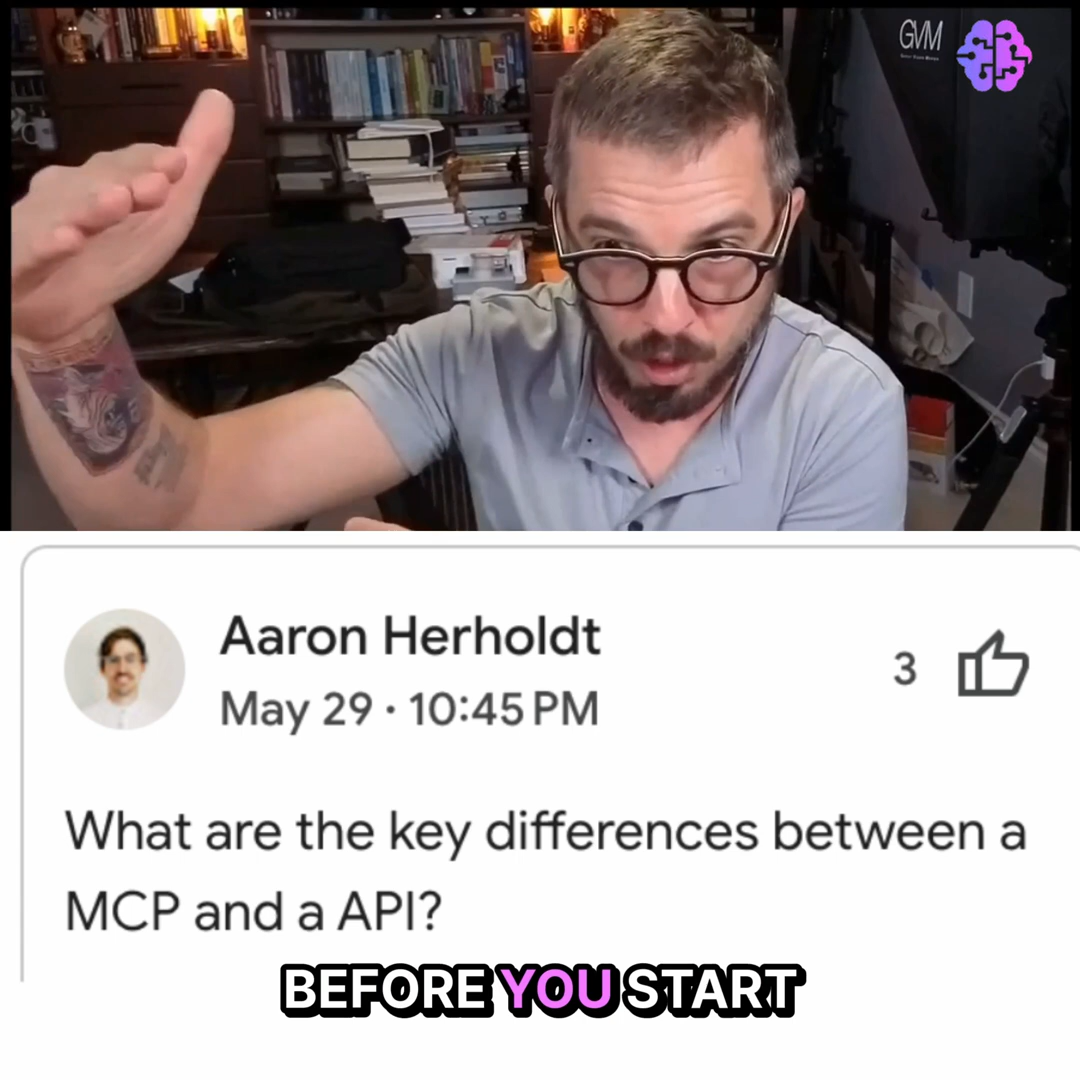 GVM
Aaron Herholdt
3
May 29 • 10:45 PM
What are the key differences between a
MCP and a API?
BEFORE YOU START